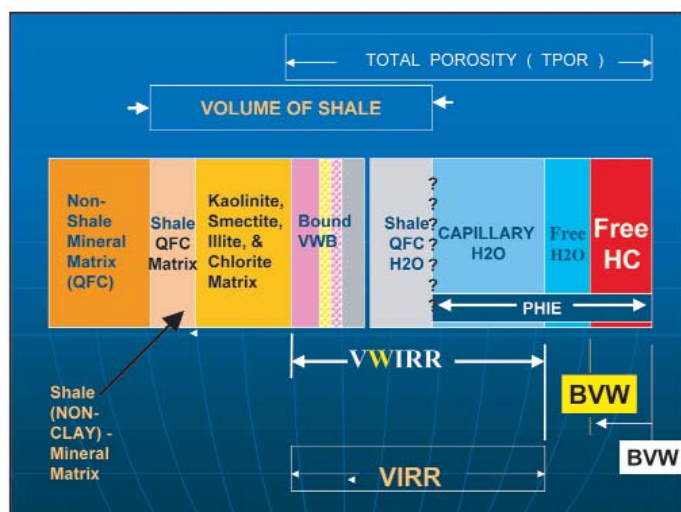 TOTAL POROSITY ( TPOR )
VOLUME OF SHALE
Non-
Shale
Mineral
Matrix
(QFC)
Shale
QFC
Matrix
Kaolinite,
Smectite,
Illite, &
Chlorite
Matrix
Bound
VWB
Shale
QFC
H2O
?
?
?
?
?
?
?
?
CAPILLARY
H2O
Free
H2O
Free
HC
PHIE
VWIRR
Shale
(NON-
CLAY) -
Mineral
Matrix
BVW
BVW
VIRR